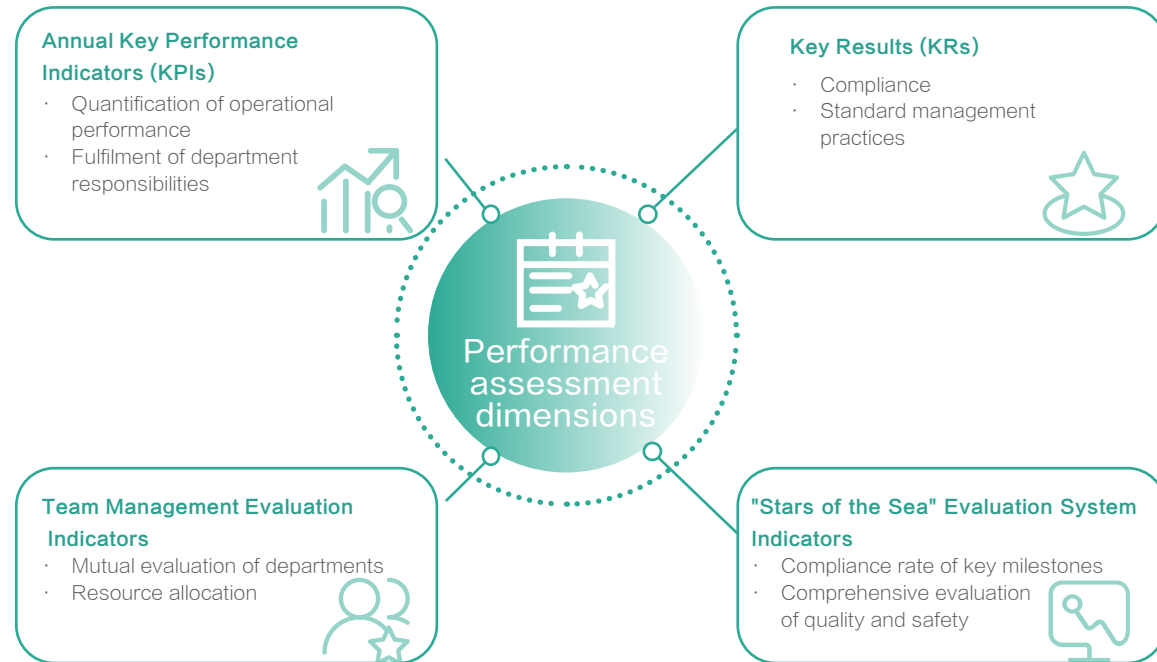 Annual Key Performance
Indicators (KPIs)
· Quantification of operational
performance
· Fulfilment of department
responsibilities
Key Results (KRs)
· Compliance
· Standard management
practices
Performance
assessment
dimensions
Team Management Evaluation
Indicators
· Mutual evaluation of departments
· Resource allocation
"Stars of the Sea" Evaluation System
Indicators
· Compliance rate of key milestones
· Comprehensive evaluation
of quality and safety